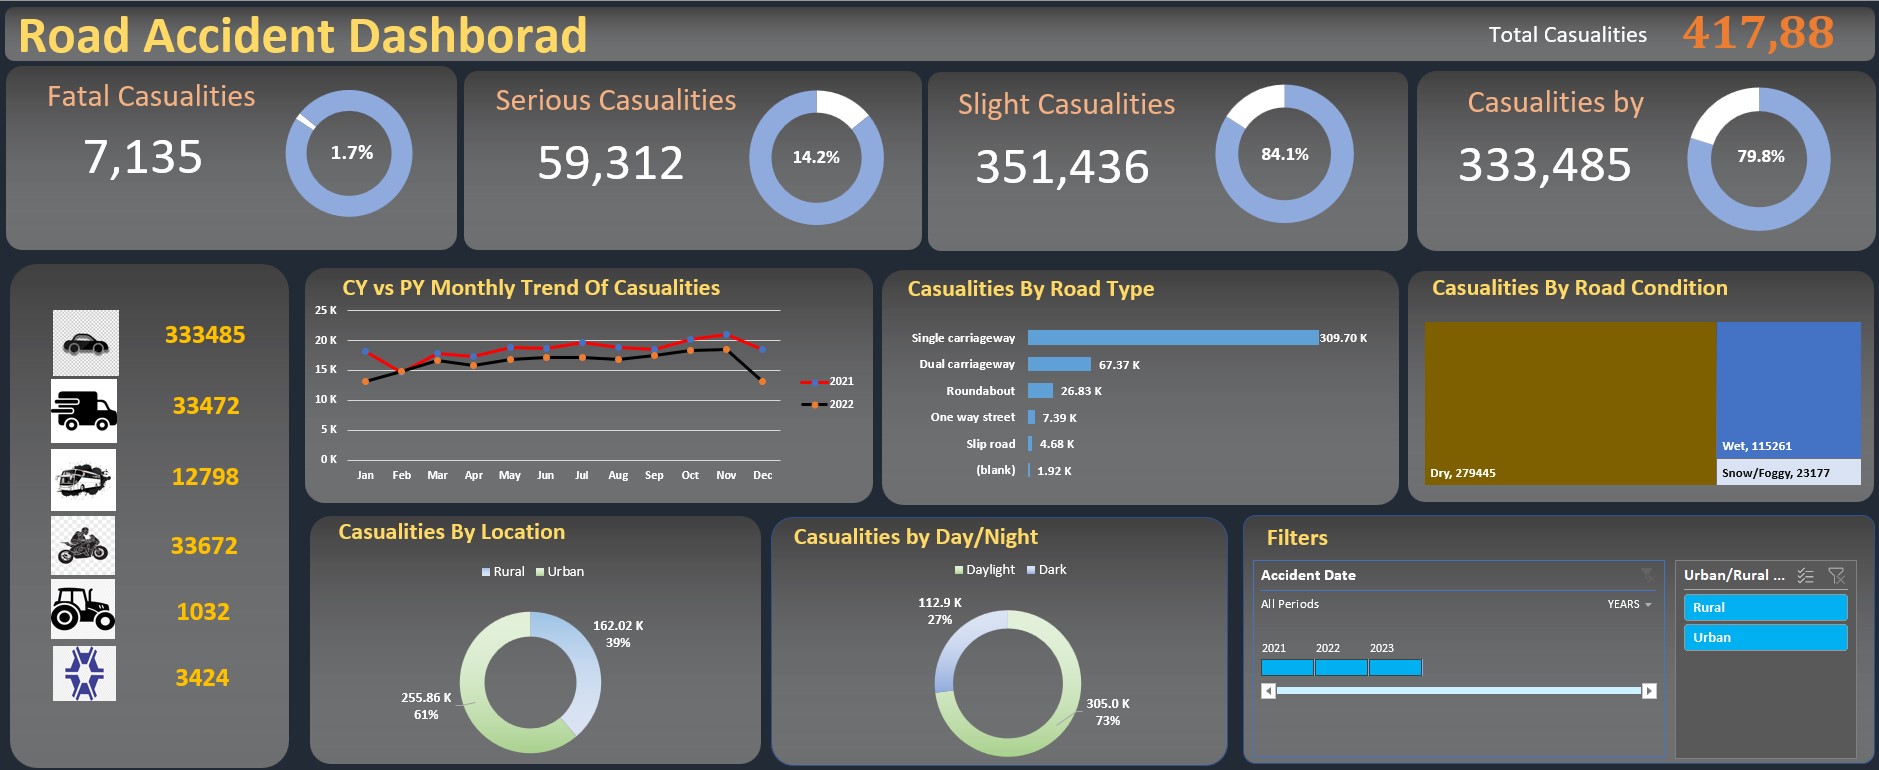 Road Accident Dashborad
Total Casualities
417,88
Fatal Casualities
7,135
1.7%
Serious Casualities
59,312
14.2%
Slight Casualities
351,436
84.1%
Casualities by
333,485
79.8%
333485
33472
12798
33672
1032
3424
CY vs PY Monthly Trend Of Casualities
25 K
20 K
15 K
10 K
5 K
0 K
Jan Feb Mar Apr May Jun Jul Aug Sep Oct Nov Dec
2021
2022
Casualities By Road Type
Single carriageway 309.70 K
Dual carriageway 67.37 K
Roundabout 26.83 K
One way street 7.39 K
Slip road 4.68 K
(blank) 1.92 K
Casualities By Road Condition
Dry, 279445
Wet, 115261
Snow/Foggy, 23177
Casualities By Location
Rural Urban
162.02 K
39%
255.86 K
61%
Casualities by Day/Night
Daylight Dark
112.9 K
27%
305.0 K
73%
Filters
Accident Date
All Periods YEARS
2021 2022 2023
Urban/Rural ...
Rural
Urban